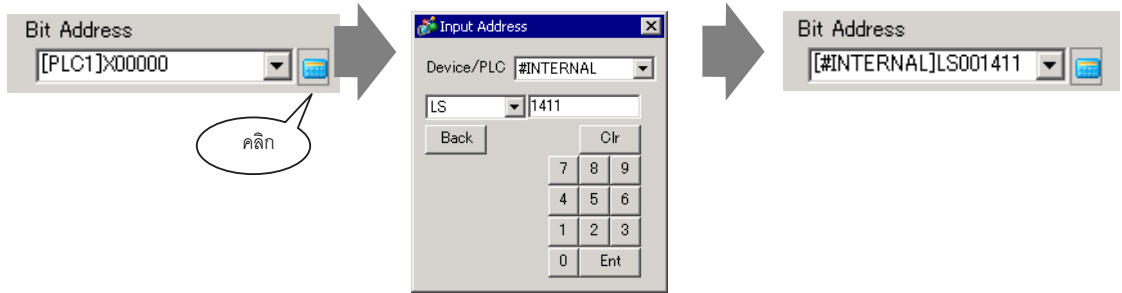 Bit Address
[PLC1]X00000
คลิก
Input Address
Device/PLC #INTERNAL
LS 1411
Back Clr
7 8 9
4 5 6
1 2 3
0 Ent
Bit Address
[#INTERNAL]LS001411